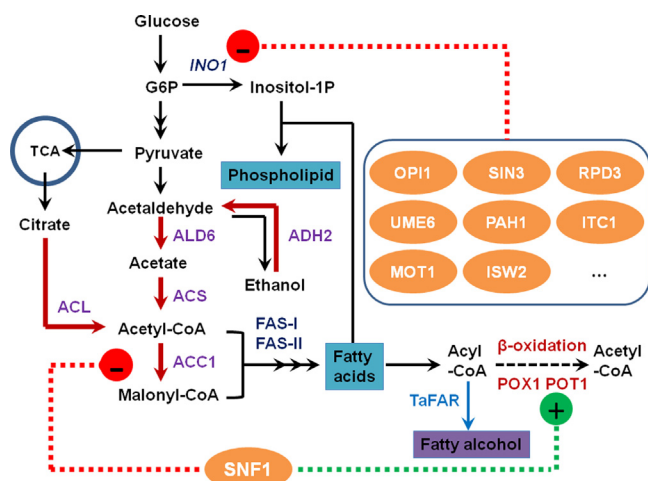 Glucose
−
INO1
G6P
Inositol-1P
TCA
Pyruvate
OPI1
SIN3
RPD3
Phospholipid
Acetaldehyde
UME6
PAH1
ITC1
Citrate
ALD6
ADH2
MOT1
ISW2
...
Acetate
Ethanol
ACL
ACS
Acetyl-CoA
FAS-I
FAS-II
Fatty
acids
Acyl
-CoA
β-oxidation
POX1 POT1
Acetyl
-CoA
−
ACC1
Malonyl-CoA
TaFAR
+
Fatty alcohol
SNF1